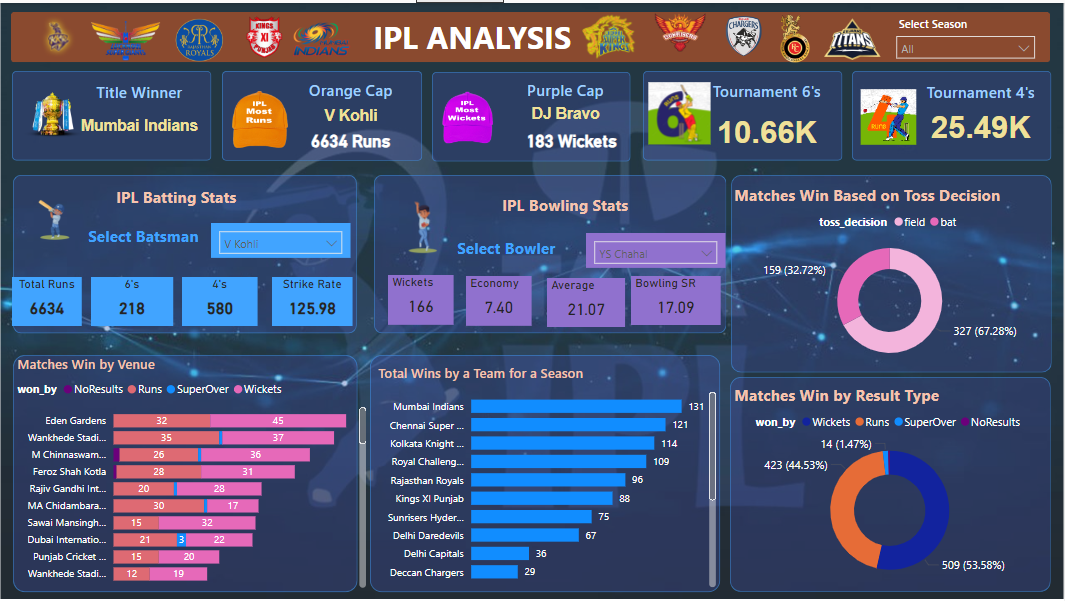 IPL ANALYSIS
Select Season
All
KINGS
XI
PUNJAB
RAJASTHAN
ROYALS
MUMBAI
INDIANS
SUNRISERS
CHARGERS
TITANS
Title Winner
Mumbai Indians
IPL
Most
Runs
Orange Cap
V Kohli
6634 Runs
IPL
Most
Wickets
Purple Cap
DJ Bravo
183 Wickets
Tournament 6's
10.66K
Tournament 4's
25.49K
IPL Batting Stats
Select Batsman
V Kohli
Total Runs
6634
6's
218
4's
580
Strike Rate
125.98
IPL Bowling Stats
Select Bowler
YS Chahal
Wickets
166
Economy
7.40
Average
21.07
Bowling SR
17.09
Matches Win Based on Toss Decision
toss_decision field bat
159 (32.72%)
327 (67.28%)
Matches Win by Venue
won_by NoResults Runs SuperOver Wickets
Eden Gardens 32 45
Wankhede Stadi... 35 37
M Chinnaswam... 26 36
Feroz Shah Kotla 28 31
Rajiv Gandhi Int... 20 28
MA Chidambara... 30 17
Sawai Mansingh... 15 32
Dubai Internatio... 21 3 22
Punjab Cricket ... 15 20
Wankhede Stadi... 12 19
Total Wins by a Team for a Season
Mumbai Indians 131
Chennai Super ... 121
Kolkata Knight ... 114
Royal Challeng... 109
Rajasthan Royals 96
Kings XI Punjab 88
Sunrisers Hyder... 75
Delhi Daredevils 67
Delhi Capitals 36
Deccan Chargers 29
Matches Win by Result Type
won_by Wickets Runs SuperOver NoResults
14 (1.47%)
423 (44.53%)
509 (53.58%)